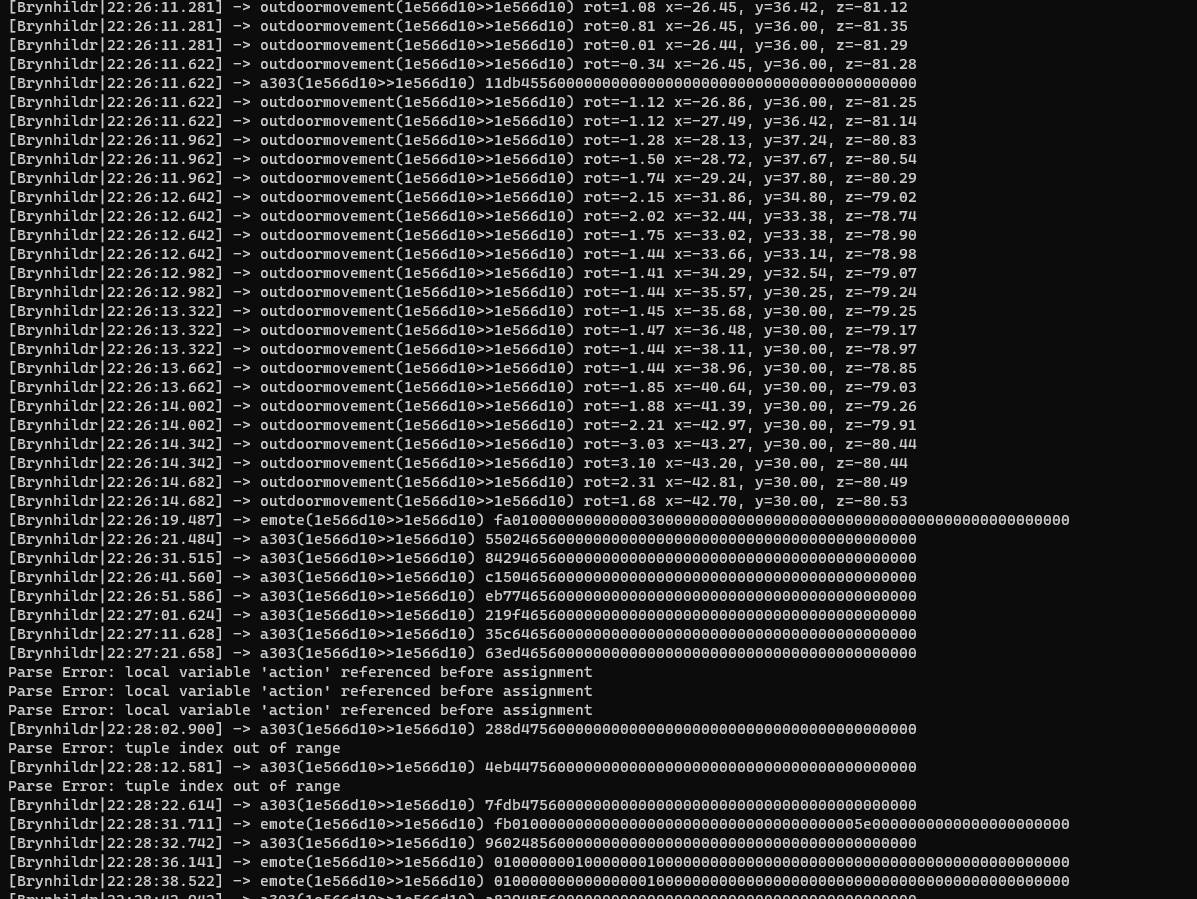 [Brynhildr|22:26:11.281] -> outdoormovement(1e566d10>>1e566d10) rot=1.08 x=-26.45, y=36.42, z=-81.12
[Brynhildr|22:26:11.281] -> outdoormovement(1e566d10>>1e566d10) rot=0.81 x=-26.45, y=36.00, z=-81.35
[Brynhildr|22:26:11.281] -> outdoormovement(1e566d10>>1e566d10) rot=0.01 x=-26.44, y=36.00, z=-81.29
[Brynhildr|22:26:11.622] -> outdoormovement(1e566d10>>1e566d10) rot=-0.34 x=-26.45, y=36.00, z=-81.28
[Brynhildr|22:26:11.622] -> a303(1e566d10>>1e566d10) 11db4556000000000000000000000000000000000000000000
[Brynhildr|22:26:11.622] -> outdoormovement(1e566d10>>1e566d10) rot=-1.12 x=-26.86, y=36.00, z=-81.25
[Brynhildr|22:26:11.622] -> outdoormovement(1e566d10>>1e566d10) rot=-1.12 x=-27.49, y=36.42, z=-81.14
[Brynhildr|22:26:11.962] -> outdoormovement(1e566d10>>1e566d10) rot=-1.28 x=-28.13, y=37.24, z=-80.83
[Brynhildr|22:26:11.962] -> outdoormovement(1e566d10>>1e566d10) rot=-1.50 x=-28.72, y=37.67, z=-80.54
[Brynhildr|22:26:11.962] -> outdoormovement(1e566d10>>1e566d10) rot=-1.74 x=-29.24, y=37.80, z=-80.29
[Brynhildr|22:26:12.642] -> outdoormovement(1e566d10>>1e566d10) rot=-2.15 x=-31.86, y=34.80, z=-79.02
[Brynhildr|22:26:12.642] -> outdoormovement(1e566d10>>1e566d10) rot=-2.02 x=-32.44, y=33.38, z=-78.74
[Brynhildr|22:26:12.642] -> outdoormovement(1e566d10>>1e566d10) rot=-1.75 x=-33.02, y=33.38, z=-78.90
[Brynhildr|22:26:12.642] -> outdoormovement(1e566d10>>1e566d10) rot=-1.44 x=-33.66, y=33.14, z=-78.98
[Brynhildr|22:26:12.982] -> outdoormovement(1e566d10>>1e566d10) rot=-1.41 x=-34.29, y=32.54, z=-79.07
[Brynhildr|22:26:12.982] -> outdoormovement(1e566d10>>1e566d10) rot=-1.44 x=-35.57, y=30.25, z=-79.24
[Brynhildr|22:26:13.322] -> outdoormovement(1e566d10>>1e566d10) rot=-1.45 x=-35.68, y=30.00, z=-79.25
[Brynhildr|22:26:13.322] -> outdoormovement(1e566d10>>1e566d10) rot=-1.47 x=-36.48, y=30.00, z=-79.17
[Brynhildr|22:26:13.322] -> outdoormovement(1e566d10>>1e566d10) rot=-1.44 x=-38.11, y=30.00, z=-78.97
[Brynhildr|22:26:13.662] -> outdoormovement(1e566d10>>1e566d10) rot=-1.44 x=-38.96, y=30.00, z=-78.85
[Brynhildr|22:26:13.662] -> outdoormovement(1e566d10>>1e566d10) rot=-1.85 x=-40.64, y=30.00, z=-79.03
[Brynhildr|22:26:14.002] -> outdoormovement(1e566d10>>1e566d10) rot=-1.88 x=-41.39, y=30.00, z=-79.26
[Brynhildr|22:26:14.002] -> outdoormovement(1e566d10>>1e566d10) rot=-2.21 x=-42.97, y=30.00, z=-79.91
[Brynhildr|22:26:14.342] -> outdoormovement(1e566d10>>1e566d10) rot=-3.03 x=-43.27, y=30.00, z=-80.44
[Brynhildr|22:26:14.342] -> outdoormovement(1e566d10>>1e566d10) rot=3.10 x=-43.20, y=30.00, z=-80.44
[Brynhildr|22:26:14.682] -> outdoormovement(1e566d10>>1e566d10) rot=2.31 x=-42.81, y=30.00, z=-80.49
[Brynhildr|22:26:14.682] -> outdoormovement(1e566d10>>1e566d10) rot=1.68 x=-42.70, y=30.00, z=-80.53
[Brynhildr|22:26:19.487] -> emote(1e566d10>>1e566d10) fa01000000000000030000000000000000000000000000000000000000000000
[Brynhildr|22:26:21.484] -> a303(1e566d10>>1e566d10) 55024656000000000000000000000000000000000000000000
[Brynhildr|22:26:31.515] -> a303(1e566d10>>1e566d10) 84294656000000000000000000000000000000000000000000
[Brynhildr|22:26:41.560] -> a303(1e566d10>>1e566d10) c1504656000000000000000000000000000000000000000000
[Brynhildr|22:26:51.586] -> a303(1e566d10>>1e566d10) eb774656000000000000000000000000000000000000000000
[Brynhildr|22:27:01.624] -> a303(1e566d10>>1e566d10) 219f4656000000000000000000000000000000000000000000
[Brynhildr|22:27:11.628] -> a303(1e566d10>>1e566d10) 35c64656000000000000000000000000000000000000000000
[Brynhildr|22:27:21.658] -> a303(1e566d10>>1e566d10) 63ed4656000000000000000000000000000000000000000000
Parse Error: local variable 'action' referenced before assignment
Parse Error: local variable 'action' referenced before assignment
Parse Error: local variable 'action' referenced before assignment
[Brynhildr|22:28:02.900] -> a303(1e566d10>>1e566d10) 288d4756000000000000000000000000000000000000000000
Parse Error: tuple index out of range
[Brynhildr|22:28:12.581] -> a303(1e566d10>>1e566d10) 4eb44756000000000000000000000000000000000000000000
Parse Error: tuple index out of range
[Brynhildr|22:28:22.614] -> a303(1e566d10>>1e566d10) 7fdb4756000000000000000000000000000000000000000000
[Brynhildr|22:28:31.711] -> emote(1e566d10>>1e566d10) fb010000000000000000000000000000000000005e0000000000000000000000
[Brynhildr|22:28:32.742] -> a303(1e566d10>>1e566d10) 96024856000000000000000000000000000000000000000000
[Brynhildr|22:28:36.141] -> emote(1e566d10>>1e566d10) 0100000001000000010000000000000000000000000000000000000000000000
[Brynhildr|22:28:38.522] -> emote(1e566d10>>1e566d10) 0100000000000000010000000000000000000000000000000000000000000000